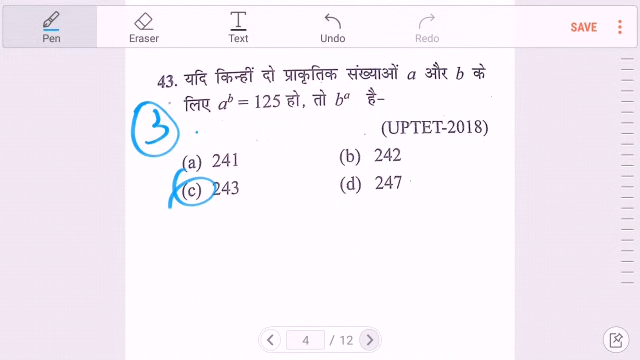 Pen Eraser Text Undo Redo SAVE
43. यदि किन्हीं दो प्राकृतिक संख्याओं a और b के
लिए a^b = 125 हो, तो b^a है–
3
(UPTET-2018)
(a) 241 (b) 242
(c) 243 (d) 247
4 / 12